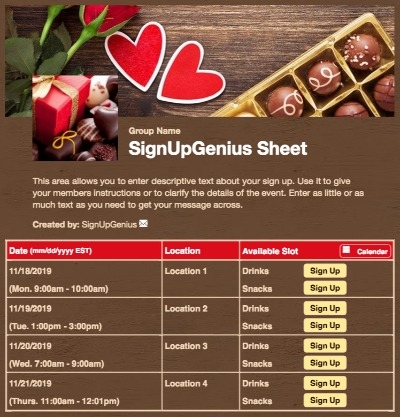 Group Name
SignUpGenius Sheet
This area allows you to enter descriptive text about your sign up. Use it to give
your members instructions or to clarify the details of the event. Enter as little or as
much text as you need to get your message across.
Created by: SignUpGenius
Date (mm/dd/yyyy EST) Location Available Slot Calendar
11/18/2019 Location 1 Drinks Sign Up
(Mon. 9:00am - 10:00am) Snacks Sign Up
11/19/2019 Location 2 Drinks Sign Up
(Tue. 1:00pm - 3:00pm) Snacks Sign Up
11/20/2019 Location 3 Drinks Sign Up
(Wed. 7:00am - 9:00am) Snacks Sign Up
11/21/2019 Location 4 Drinks Sign Up
(Thurs. 11:00am - 12:01pm) Snacks Sign Up